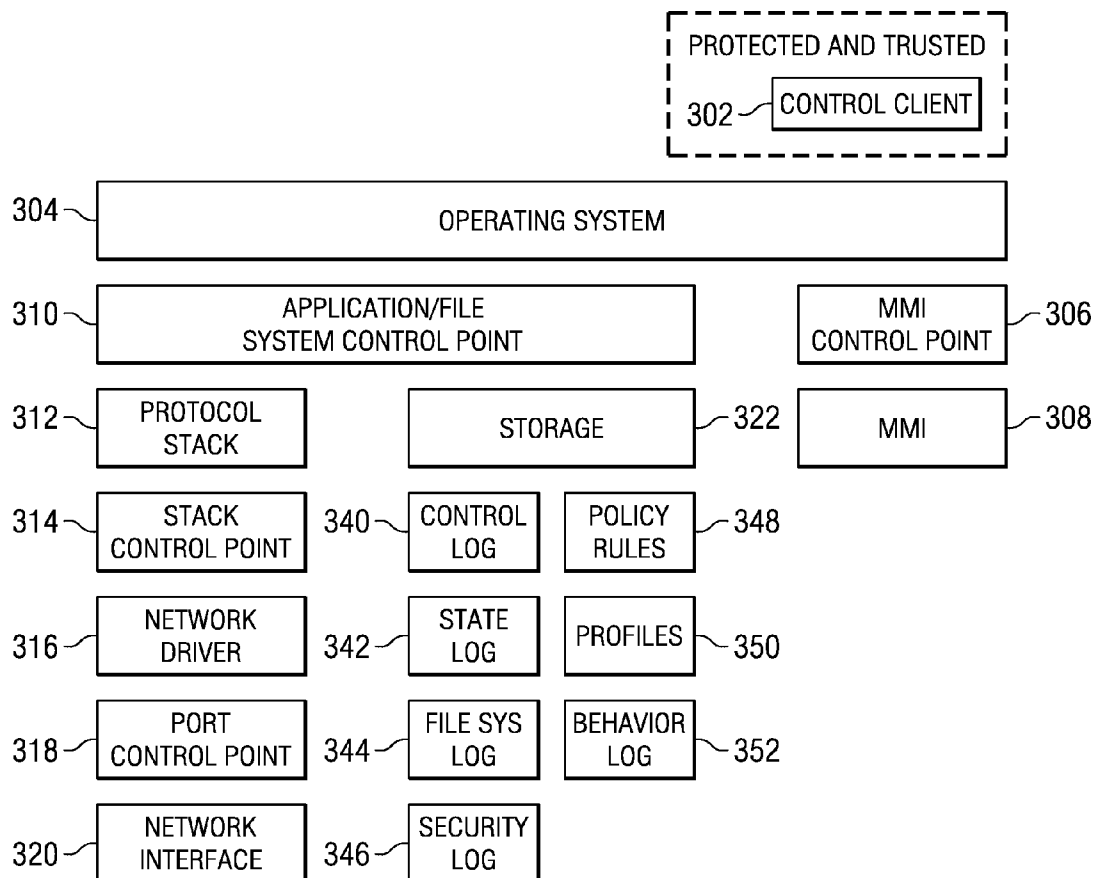 PROTECTED AND TRUSTED
302 CONTROL CLIENT
304 OPERATING SYSTEM
310 APPLICATION/FILE
SYSTEM CONTROL POINT
MMI
CONTROL POINT 306
312 PROTOCOL
STACK
STORAGE 322
MMI 308
314 STACK
CONTROL POINT
340 CONTROL
LOG
POLICY
RULES 348
316 NETWORK
DRIVER
342 STATE
LOG
PROFILES 350
318 PORT
CONTROL POINT
344 FILE SYS
LOG
BEHAVIOR
LOG 352
320 NETWORK
INTERFACE
346 SECURITY
LOG